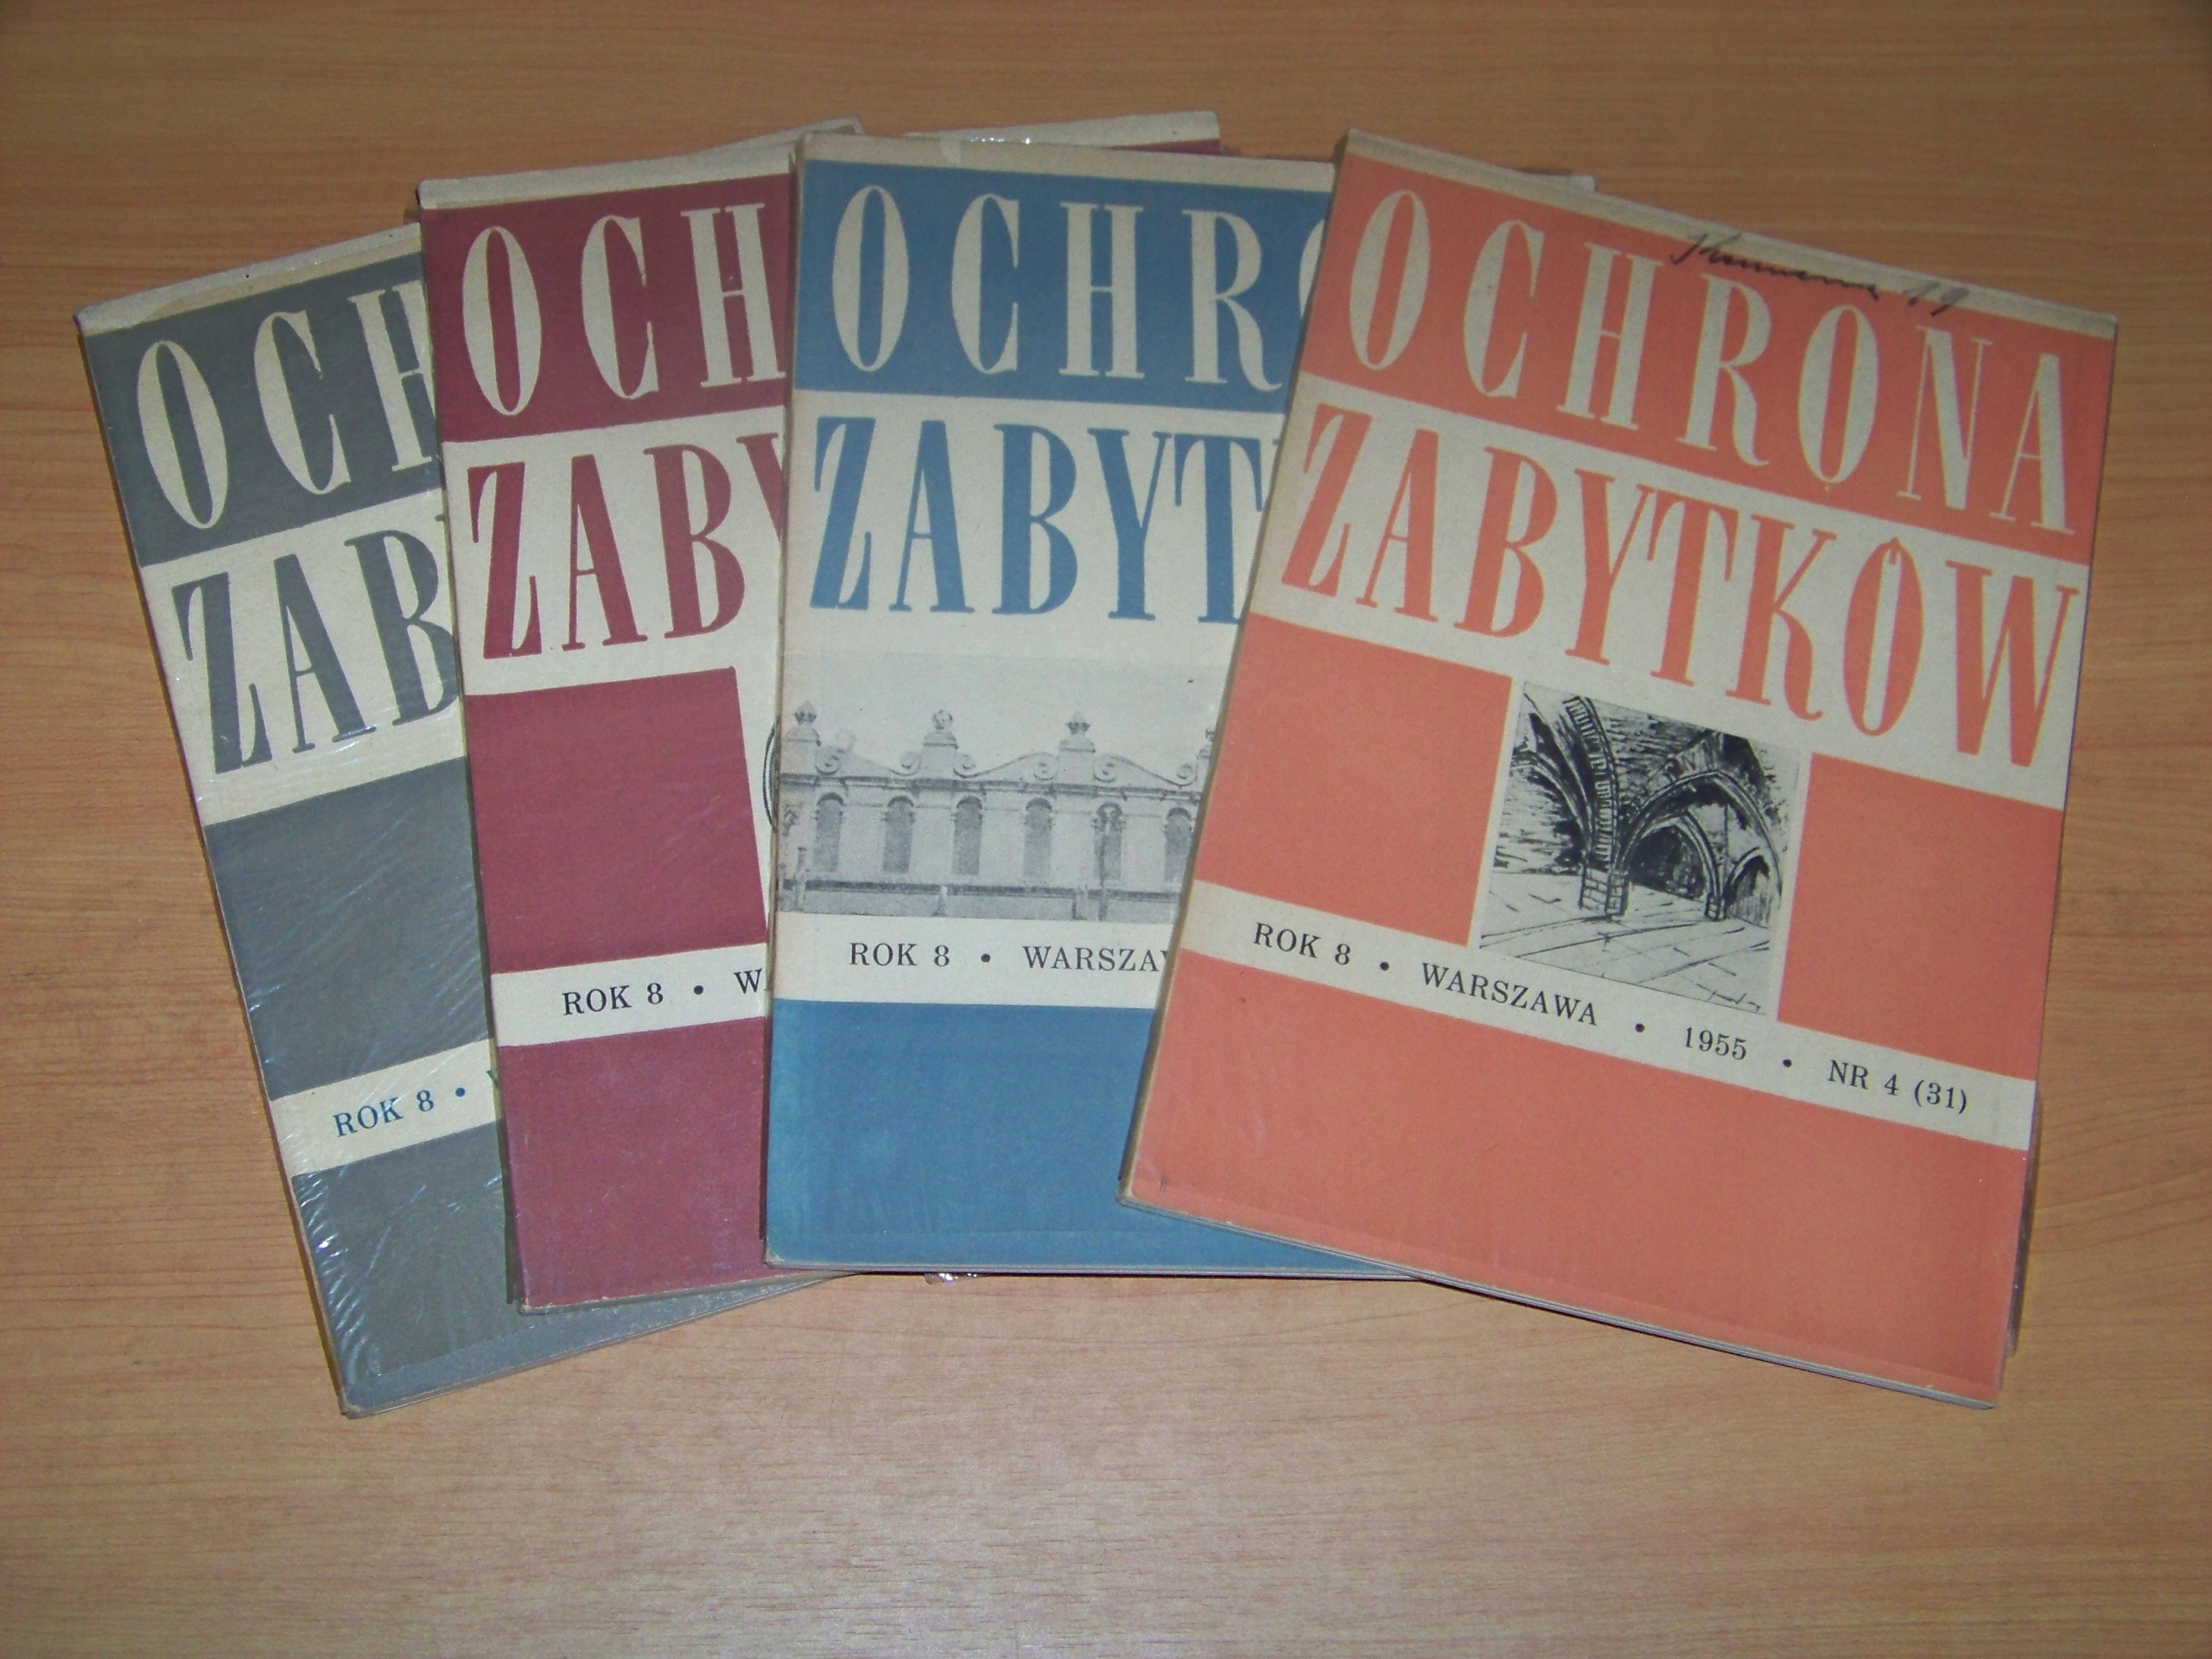 OCH
ZAB
ROK 8 •
OCH
ZABY
ROK 8 • W
OCHRO
ZABYT
ROK 8 • WARSZAW
OCHRONA
ZABYTKÓW
ROK 8 • WARSZAWA • 1955 • NR 4 (31)